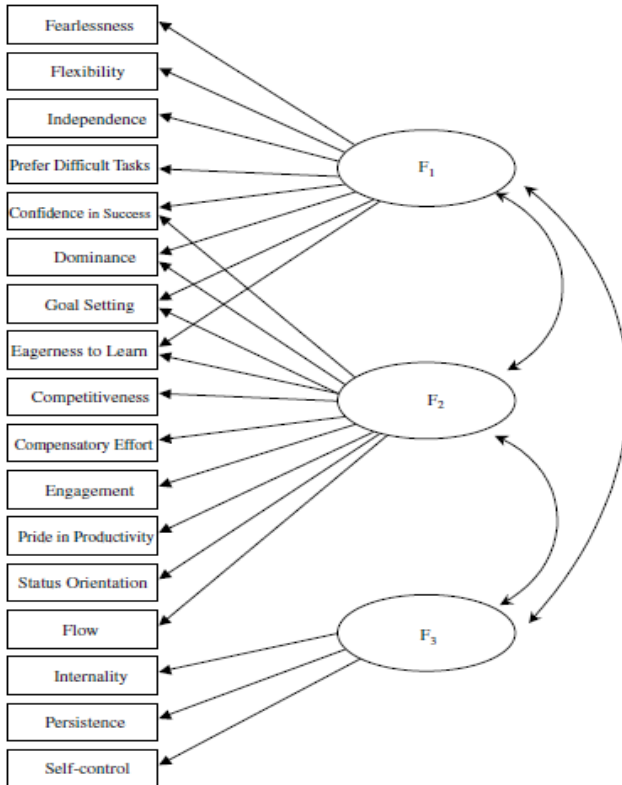 Fearlessness
Flexibility
Independence
Prefer Difficult Tasks
Confidence in Success
Dominance
Goal Setting
Eagerness to Learn
Competitiveness
Compensatory Effort
Engagement
Pride in Productivity
Status Orientation
Flow
Internality
Persistence
Self-control
F1
F2
F3